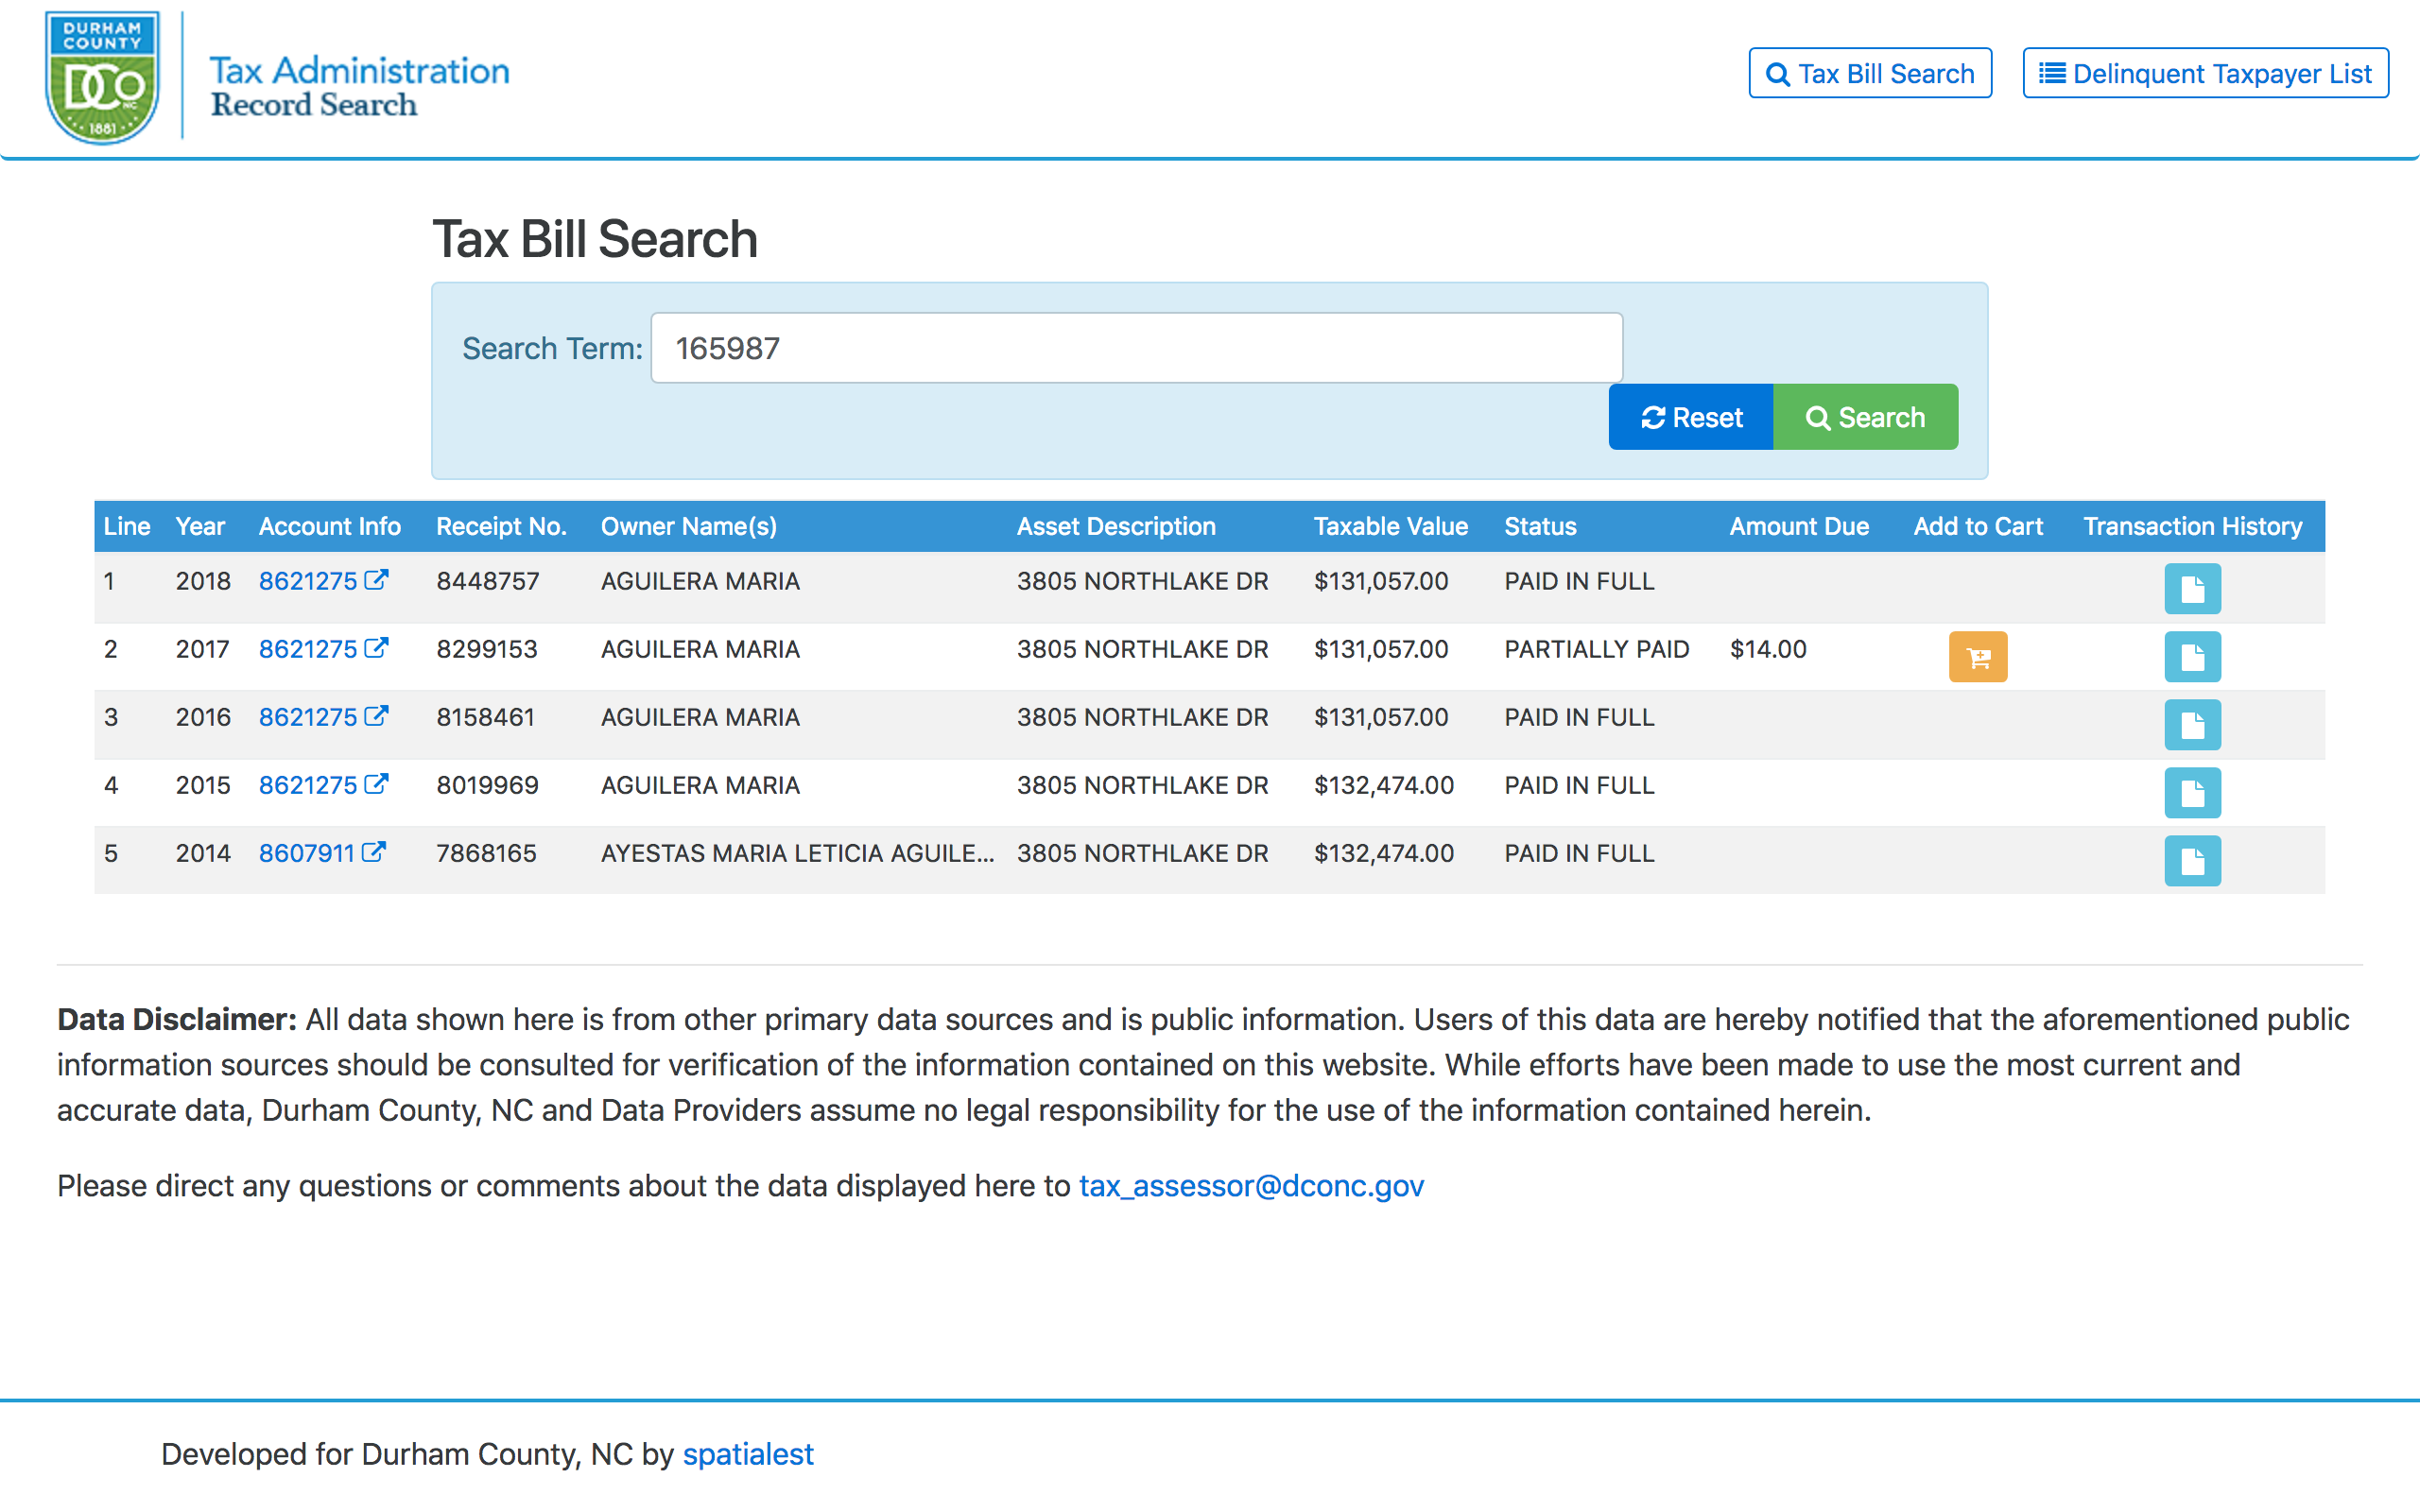 DURHAM
COUNTY
DCO
NC
1881
Tax Administration
Record Search
Tax Bill Search
Delinquent Taxpayer List
Tax Bill Search
Search Term: 165987
Reset Search
Line Year Account Info Receipt No. Owner Name(s) Asset Description Taxable Value Status Amount Due Add to Cart Transaction History
1 2018 8621275 8448757 AGUILERA MARIA 3805 NORTHLAKE DR $131,057.00 PAID IN FULL
2 2017 8621275 8299153 AGUILERA MARIA 3805 NORTHLAKE DR $131,057.00 PARTIALLY PAID $14.00
3 2016 8621275 8158461 AGUILERA MARIA 3805 NORTHLAKE DR $131,057.00 PAID IN FULL
4 2015 8621275 8019969 AGUILERA MARIA 3805 NORTHLAKE DR $132,474.00 PAID IN FULL
5 2014 8607911 7868165 AYESTAS MARIA LETICIA AGUILE... 3805 NORTHLAKE DR $132,474.00 PAID IN FULL
Data Disclaimer: All data shown here is from other primary data sources and is public information. Users of this data are hereby notified that the aforementioned public
information sources should be consulted for verification of the information contained on this website. While efforts have been made to use the most current and
accurate data, Durham County, NC and Data Providers assume no legal responsibility for the use of the information contained herein.
Please direct any questions or comments about the data displayed here to tax_assessor@dconc.gov
Developed for Durham County, NC by spatialest